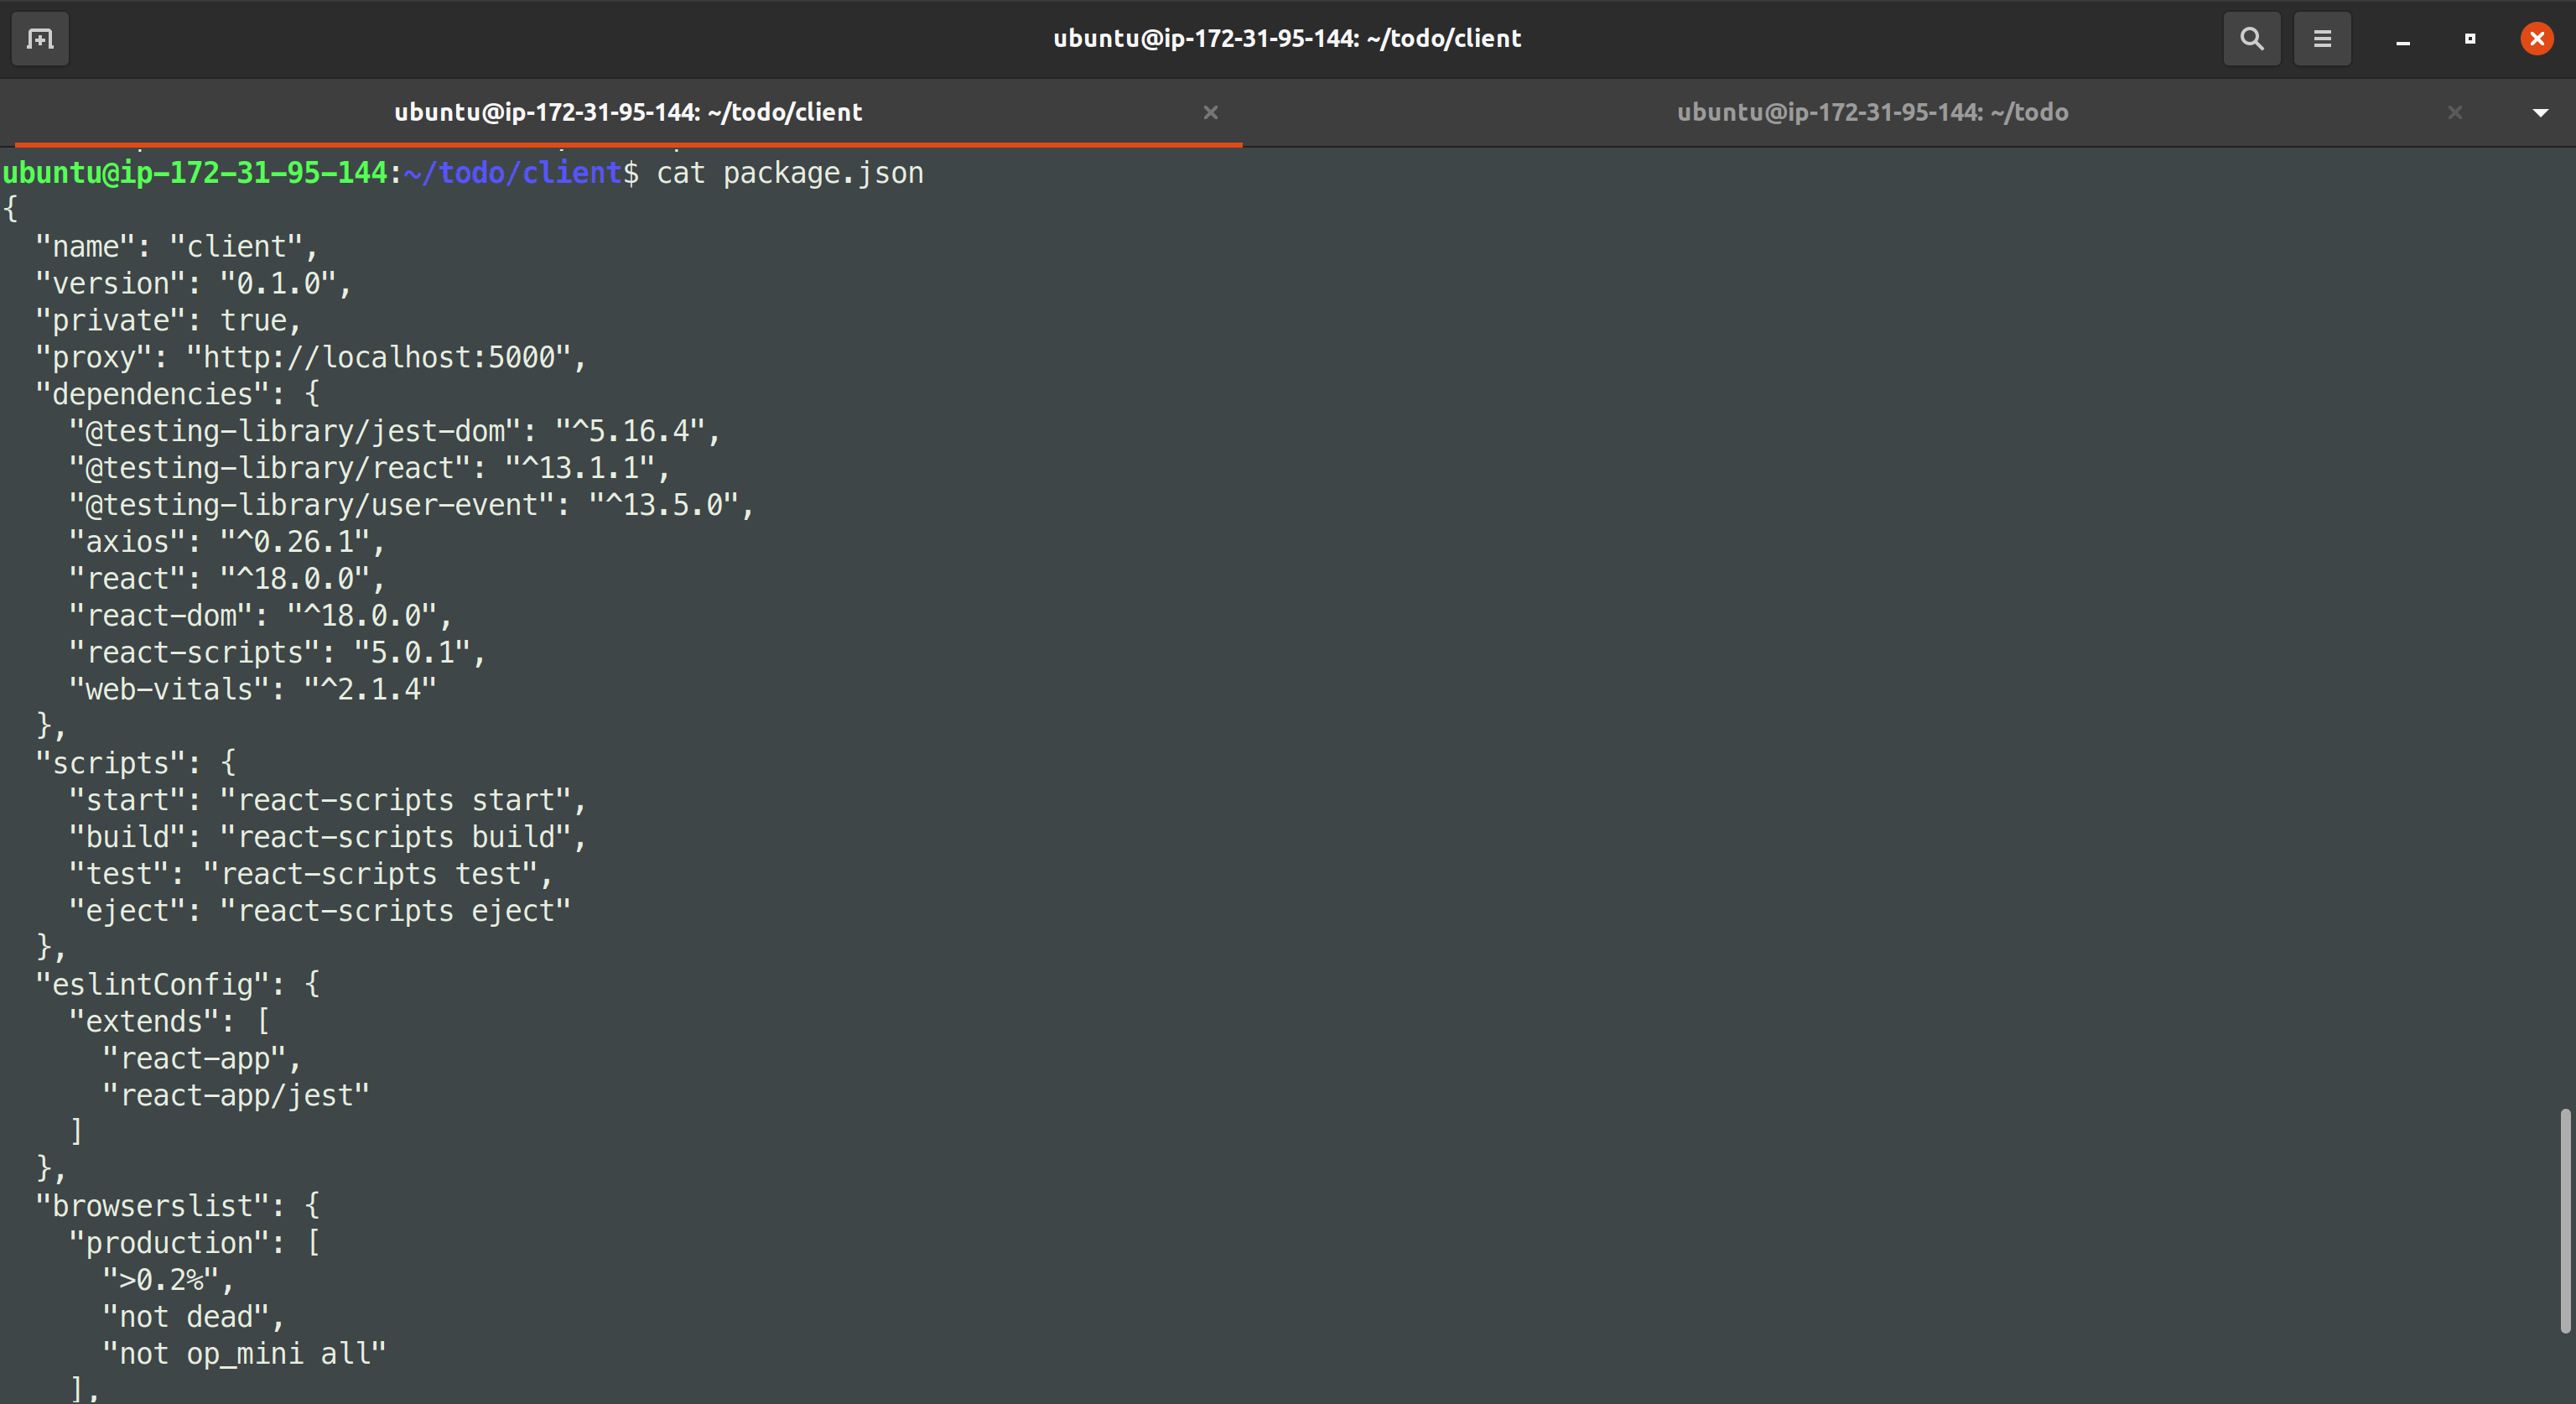 ubuntu@ip-172-31-95-144: ~/todo/client
ubuntu@ip-172-31-95-144: ~/todo/client
ubuntu@ip-172-31-95-144: ~/todo
ubuntu@ip-172-31-95-144:~/todo/client$ cat package.json
{
  "name": "client",
  "version": "0.1.0",
  "private": true,
  "proxy": "http://localhost:5000",
  "dependencies": {
    "@testing-library/jest-dom": "^5.16.4",
    "@testing-library/react": "^13.1.1",
    "@testing-library/user-event": "^13.5.0",
    "axios": "^0.26.1",
    "react": "^18.0.0",
    "react-dom": "^18.0.0",
    "react-scripts": "5.0.1",
    "web-vitals": "^2.1.4"
  },
  "scripts": {
    "start": "react-scripts start",
    "build": "react-scripts build",
    "test": "react-scripts test",
    "eject": "react-scripts eject"
  },
  "eslintConfig": {
    "extends": [
      "react-app",
      "react-app/jest"
    ]
  },
  "browserslist": {
    "production": [
      ">0.2%",
      "not dead",
      "not op_mini all"
    ],